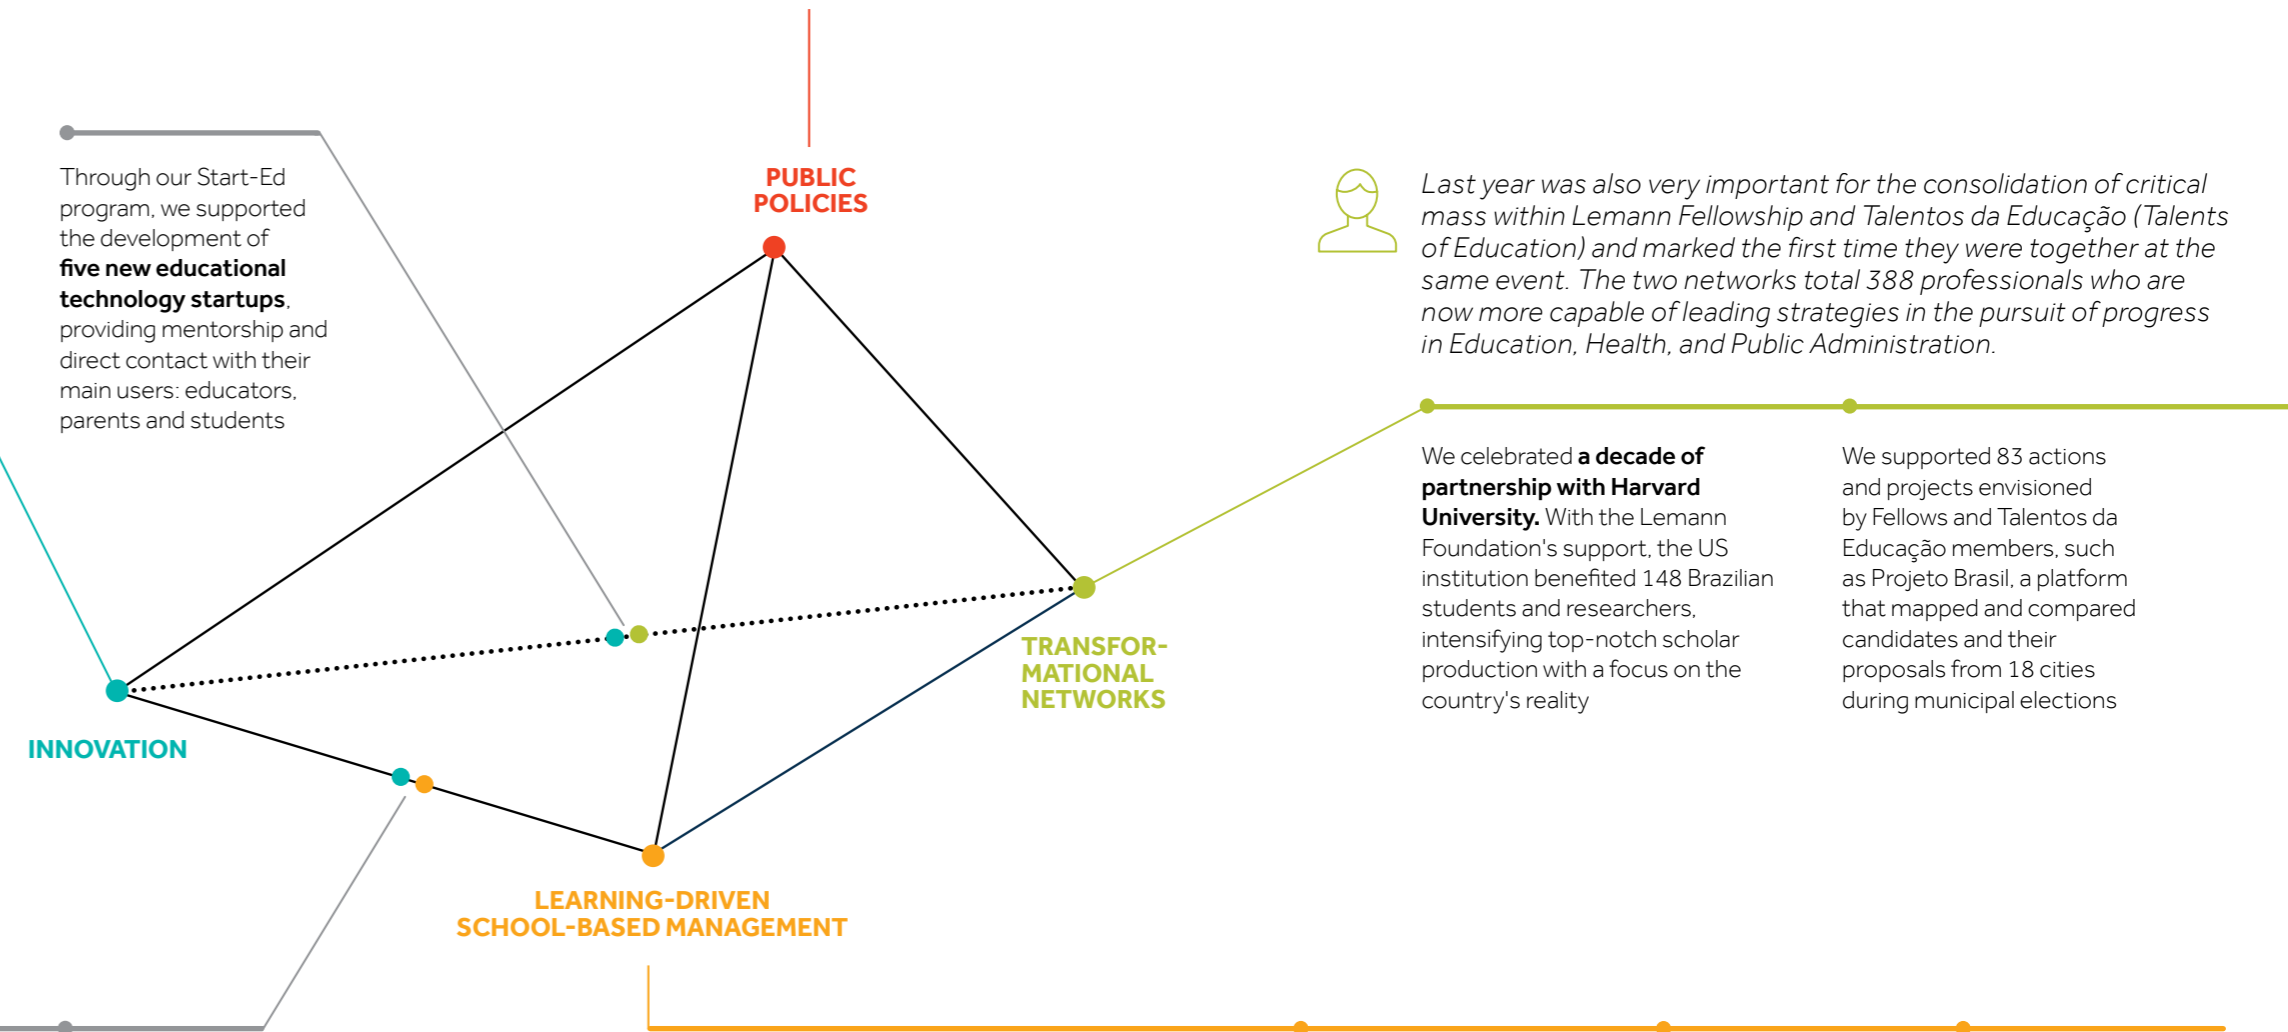 Through our Start-Ed
program, we supported
the development of
five new educational
technology startups,
providing mentorship and
direct contact with their
main users: educators,
parents and students
PUBLIC
POLICIES
Last year was also very important for the consolidation of critical
mass within Lemann Fellowship and Talentos da Educação (Talents
of Education) and marked the first time they were together at the
same event. The two networks total 388 professionals who are
now more capable of leading strategies in the pursuit of progress
in Education, Health, and Public Administration.
We celebrated a decade of
partnership with Harvard
University. With the Lemann
Foundation's support, the US
institution benefited 148 Brazilian
students and researchers,
intensifying top-notch scholar
production with a focus on the
country's reality
We supported 83 actions
and projects envisioned
by Fellows and Talentos da
Educação members, such
as Projeto Brasil, a platform
that mapped and compared
candidates and their
proposals from 18 cities
during municipal elections
TRANSFOR-
MATIONAL
NETWORKS
INNOVATION
LEARNING-DRIVEN
SCHOOL-BASED MANAGEMENT